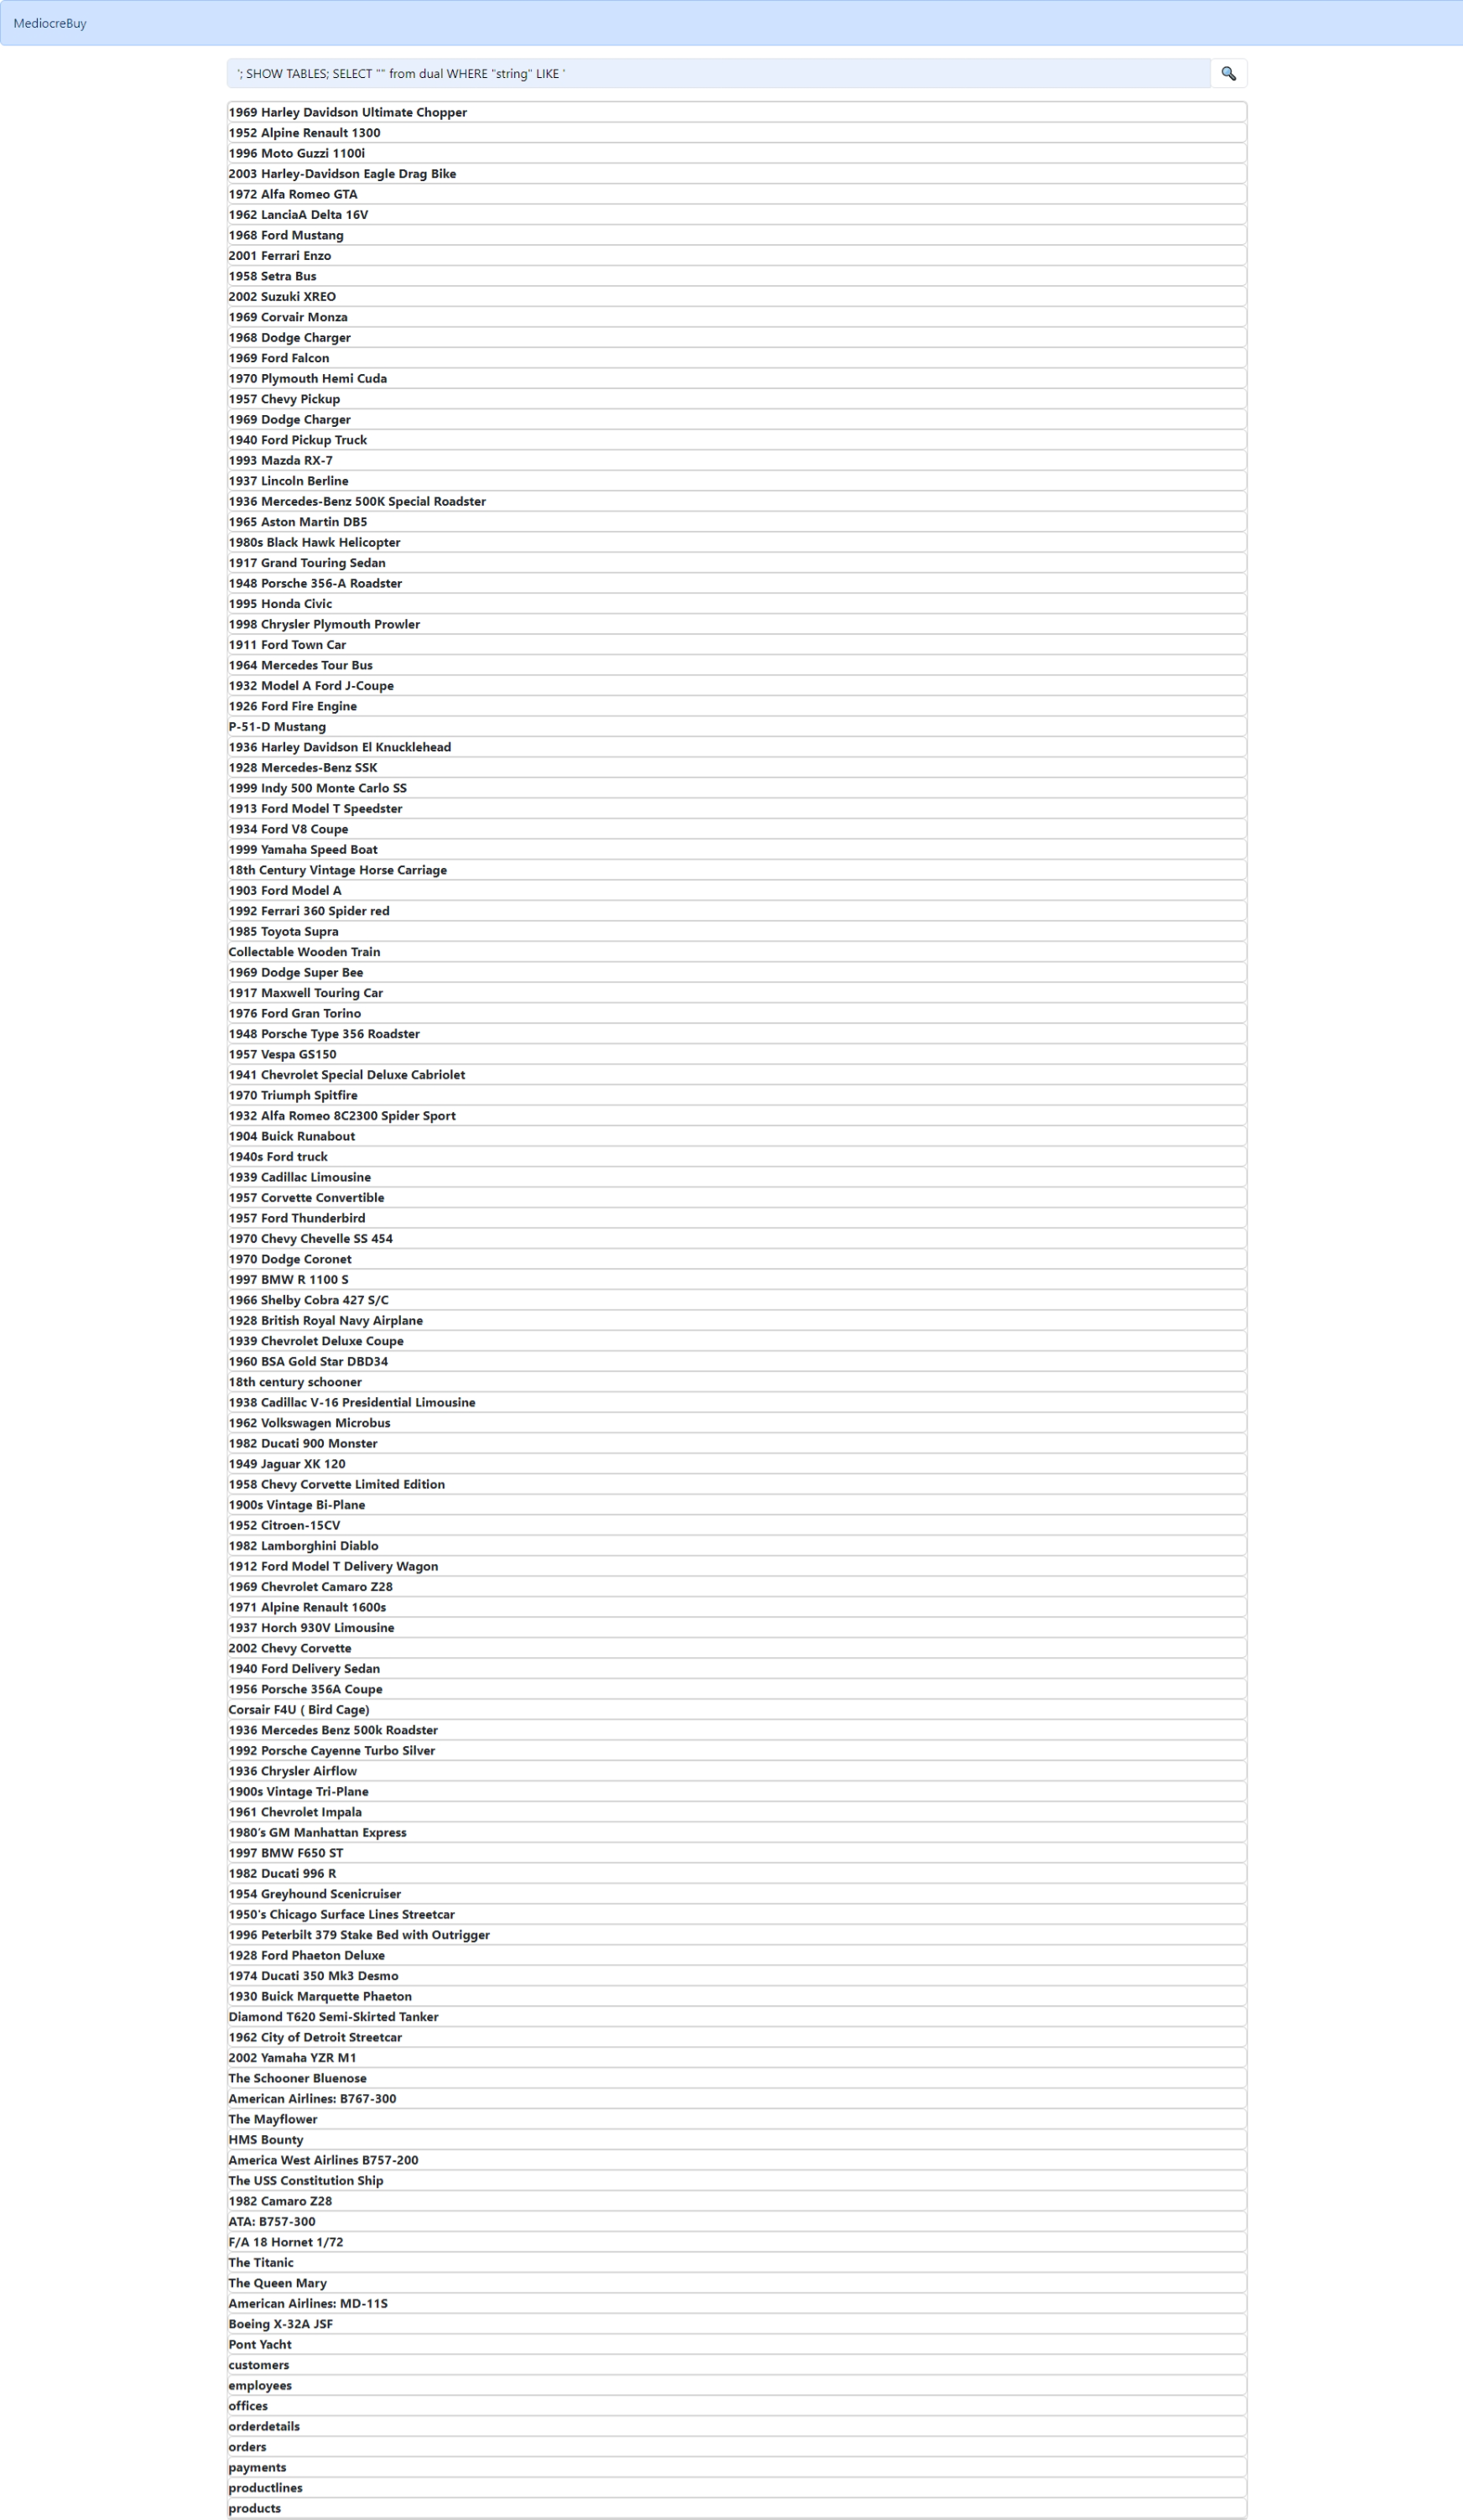 MediocreBuy
'; SHOW TABLES; SELECT "" from dual WHERE "string" LIKE '
1969 Harley Davidson Ultimate Chopper
1952 Alpine Renault 1300
1996 Moto Guzzi 1100i
2003 Harley-Davidson Eagle Drag Bike
1972 Alfa Romeo GTA
1962 LanciaA Delta 16V
1968 Ford Mustang
2001 Ferrari Enzo
1958 Setra Bus
2002 Suzuki XREO
1969 Corvair Monza
1968 Dodge Charger
1969 Ford Falcon
1970 Plymouth Hemi Cuda
1957 Chevy Pickup
1969 Dodge Charger
1940 Ford Pickup Truck
1993 Mazda RX-7
1937 Lincoln Berline
1936 Mercedes-Benz 500K Special Roadster
1965 Aston Martin DB5
1980s Black Hawk Helicopter
1917 Grand Touring Sedan
1948 Porsche 356-A Roadster
1995 Honda Civic
1998 Chrysler Plymouth Prowler
1911 Ford Town Car
1964 Mercedes Tour Bus
1932 Model A Ford J-Coupe
1926 Ford Fire Engine
P-51-D Mustang
1936 Harley Davidson El Knucklehead
1928 Mercedes-Benz SSK
1999 Indy 500 Monte Carlo SS
1913 Ford Model T Speedster
1934 Ford V8 Coupe
1999 Yamaha Speed Boat
18th Century Vintage Horse Carriage
1903 Ford Model A
1992 Ferrari 360 Spider red
1985 Toyota Supra
Collectable Wooden Train
1969 Dodge Super Bee
1917 Maxwell Touring Car
1976 Ford Gran Torino
1948 Porsche Type 356 Roadster
1957 Vespa GS150
1941 Chevrolet Special Deluxe Cabriolet
1970 Triumph Spitfire
1932 Alfa Romeo 8C2300 Spider Sport
1904 Buick Runabout
1940s Ford truck
1939 Cadillac Limousine
1957 Corvette Convertible
1957 Ford Thunderbird
1970 Chevy Chevelle SS 454
1970 Dodge Coronet
1997 BMW R 1100 S
1966 Shelby Cobra 427 S/C
1928 British Royal Navy Airplane
1939 Chevrolet Deluxe Coupe
1960 BSA Gold Star DBD34
18th century schooner
1938 Cadillac V-16 Presidential Limousine
1962 Volkswagen Microbus
1982 Ducati 900 Monster
1949 Jaguar XK 120
1958 Chevy Corvette Limited Edition
1900s Vintage Bi-Plane
1952 Citroen-15CV
1982 Lamborghini Diablo
1912 Ford Model T Delivery Wagon
1969 Chevrolet Camaro Z28
1971 Alpine Renault 1600s
1937 Horch 930V Limousine
2002 Chevy Corvette
1940 Ford Delivery Sedan
1956 Porsche 356A Coupe
Corsair F4U ( Bird Cage)
1936 Mercedes Benz 500k Roadster
1992 Porsche Cayenne Turbo Silver
1936 Chrysler Airflow
1900s Vintage Tri-Plane
1961 Chevrolet Impala
1980's GM Manhattan Express
1997 BMW F650 ST
1982 Ducati 996 R
1954 Greyhound Scenicruiser
1950's Chicago Surface Lines Streetcar
1996 Peterbilt 379 Stake Bed with Outrigger
1928 Ford Phaeton Deluxe
1974 Ducati 350 Mk3 Desmo
1930 Buick Marquette Phaeton
Diamond T620 Semi-Skirted Tanker
1962 City of Detroit Streetcar
2002 Yamaha YZR M1
The Schooner Bluenose
American Airlines: B767-300
The Mayflower
HMS Bounty
America West Airlines B757-200
The USS Constitution Ship
1982 Camaro Z28
ATA: B757-300
F/A 18 Hornet 1/72
The Titanic
The Queen Mary
American Airlines: MD-11S
Boeing X-32A JSF
Pont Yacht
customers
employees
offices
orderdetails
orders
payments
productlines
products